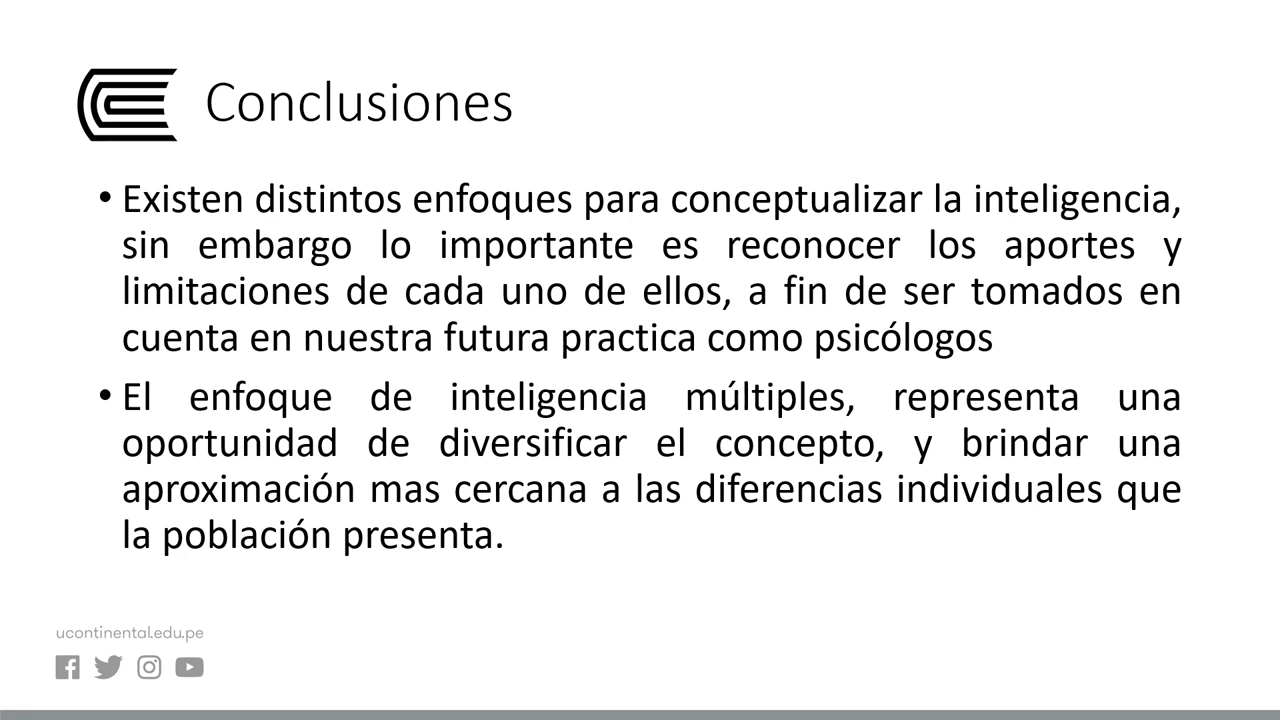 Conclusiones
• Existen distintos enfoques para conceptualizar la inteligencia,
sin embargo lo importante es reconocer los aportes y
limitaciones de cada uno de ellos, a fin de ser tomados en
cuenta en nuestra futura practica como psicólogos
• El enfoque de inteligencia múltiples, representa una
oportunidad de diversificar el concepto, y brindar una
aproximación mas cercana a las diferencias individuales que
la población presenta.
ucontinental.edu.pe